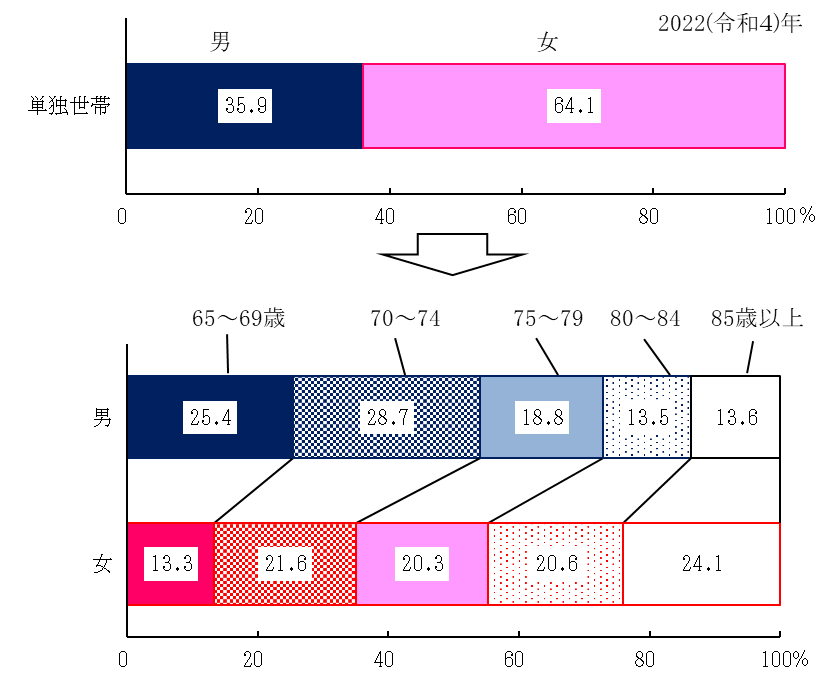 2022(令和4)年
男 女
単独世帯 35.9 64.1
0 20 40 60 80 100%
65～69歳 70～74 75～79 80～84 85歳以上
男 25.4 28.7 18.8 13.5 13.6
女 13.3 21.6 20.3 20.6 24.1
0 20 40 60 80 100%